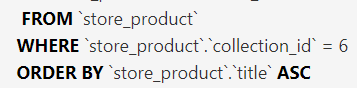 FROM `store_product`
WHERE `store_product`.`collection_id` = 6
ORDER BY `store_product`.`title` ASC